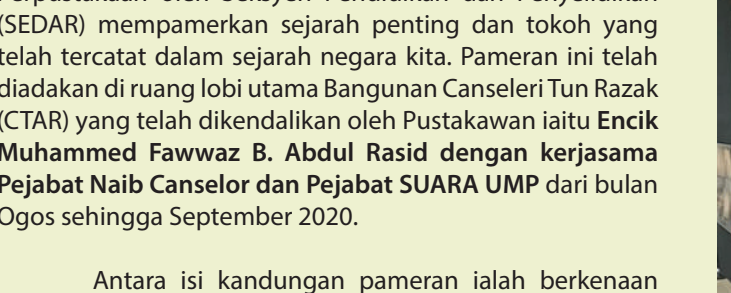 Perpustakaan oleh Seksyen Pendidikan dan Penyelidikan
(SEDAR) mempamerkan sejarah penting dan tokoh yang
telah tercatat dalam sejarah negara kita. Pameran ini telah
diadakan di ruang lobi utama Bangunan Canseleri Tun Razak
(CTAR) yang telah dikendalikan oleh Pustakawan iaitu Encik
Muhammed Fawwaz B. Abdul Rasid dengan kerjasama
Pejabat Naib Canselor dan Pejabat SUARA UMP dari bulan
Ogos sehingga September 2020.
Antara isi kandungan pameran ialah berkenaan